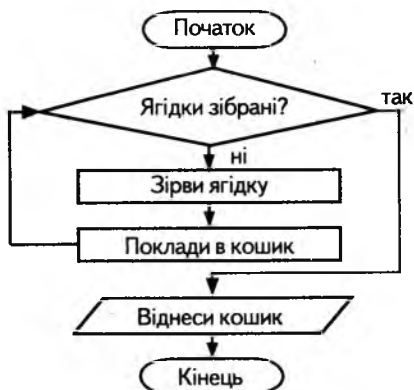 Початок
Ягідки зібрані?
так
ні
Зірви ягідку
Поклади в кошик
Віднеси кошик
Кінець